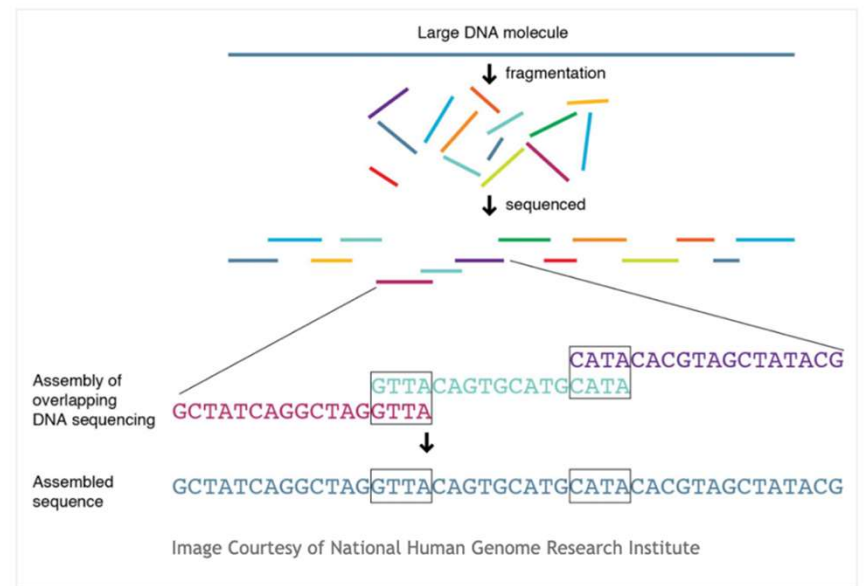 Large DNA molecule
fragmentation
sequenced
CATACACGTAGCTATACG
GTTACAGTGCATGCATA
GCTATCAGGCTAGGTTA
Assembly of
overlapping
DNA sequencing
GCTATCAGGCTAGGTTACAGTGCATGCATACACGTAGCTATACG
Assembled
sequence
Image Courtesy of National Human Genome Research Institute